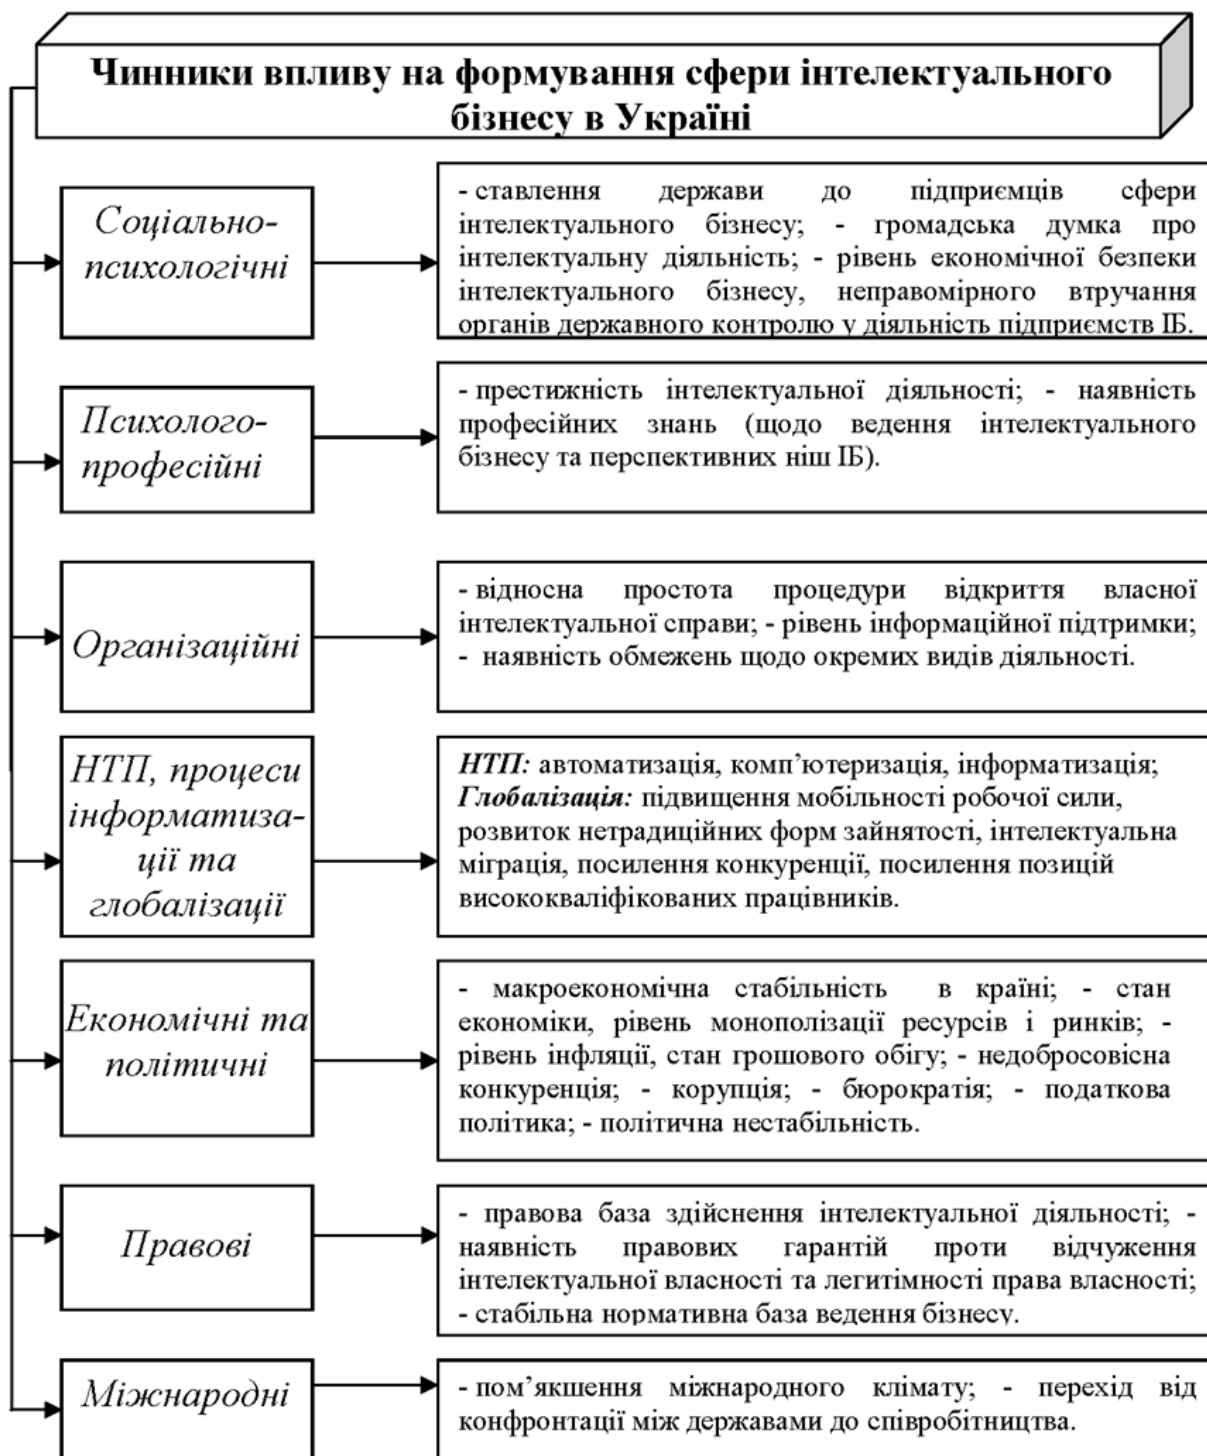 Чинники впливу на формування сфери інтелектуального
бізнесу в Україні
Соціально-
психологічні
- ставлення держави до підприємців сфери
інтелектуального бізнесу; - громадська думка про
інтелектуальну діяльність; - рівень економічної безпеки
інтелектуального бізнесу, неправомірного втручання
органів державного контролю у діяльність підприємств ІБ.
Психолого-
професійні
- престижність інтелектуальної діяльності; - наявність
професійних знань (щодо ведення інтелектуального
бізнесу та перспективних ніш ІБ).
Організаційні
- відносна простота процедури відкриття власної
інтелектуальної справи; - рівень інформаційної підтримки;
- наявність обмежень щодо окремих видів діяльності.
НТП, процеси
інформатиза-
ції та
глобалізації
НТП: автоматизація, комп’ютеризація, інформатизація;
Глобалізація: підвищення мобільності робочої сили,
розвиток нетрадиційних форм зайнятості, інтелектуальна
міграція, посилення конкуренції, посилення позицій
висококваліфікованих працівників.
Економічні та
політичні
- макроекономічна стабільність в країні; - стан
економіки, рівень монополізації ресурсів і ринків; -
рівень інфляції, стан грошового обігу; - недобросовісна
конкуренція; - корупція; - бюрократія; - податкова
політика; - політична нестабільність.
Правові
- правова база здійснення інтелектуальної діяльності; -
наявність правових гарантій проти відчуження
інтелектуальної власності та легитімності права власності;
- стабільна нормативна база ведення бізнесу.
Міжнародні
- пом’якшення міжнародного клімату; - перехід від
конфронтації між державами до співробітництва.